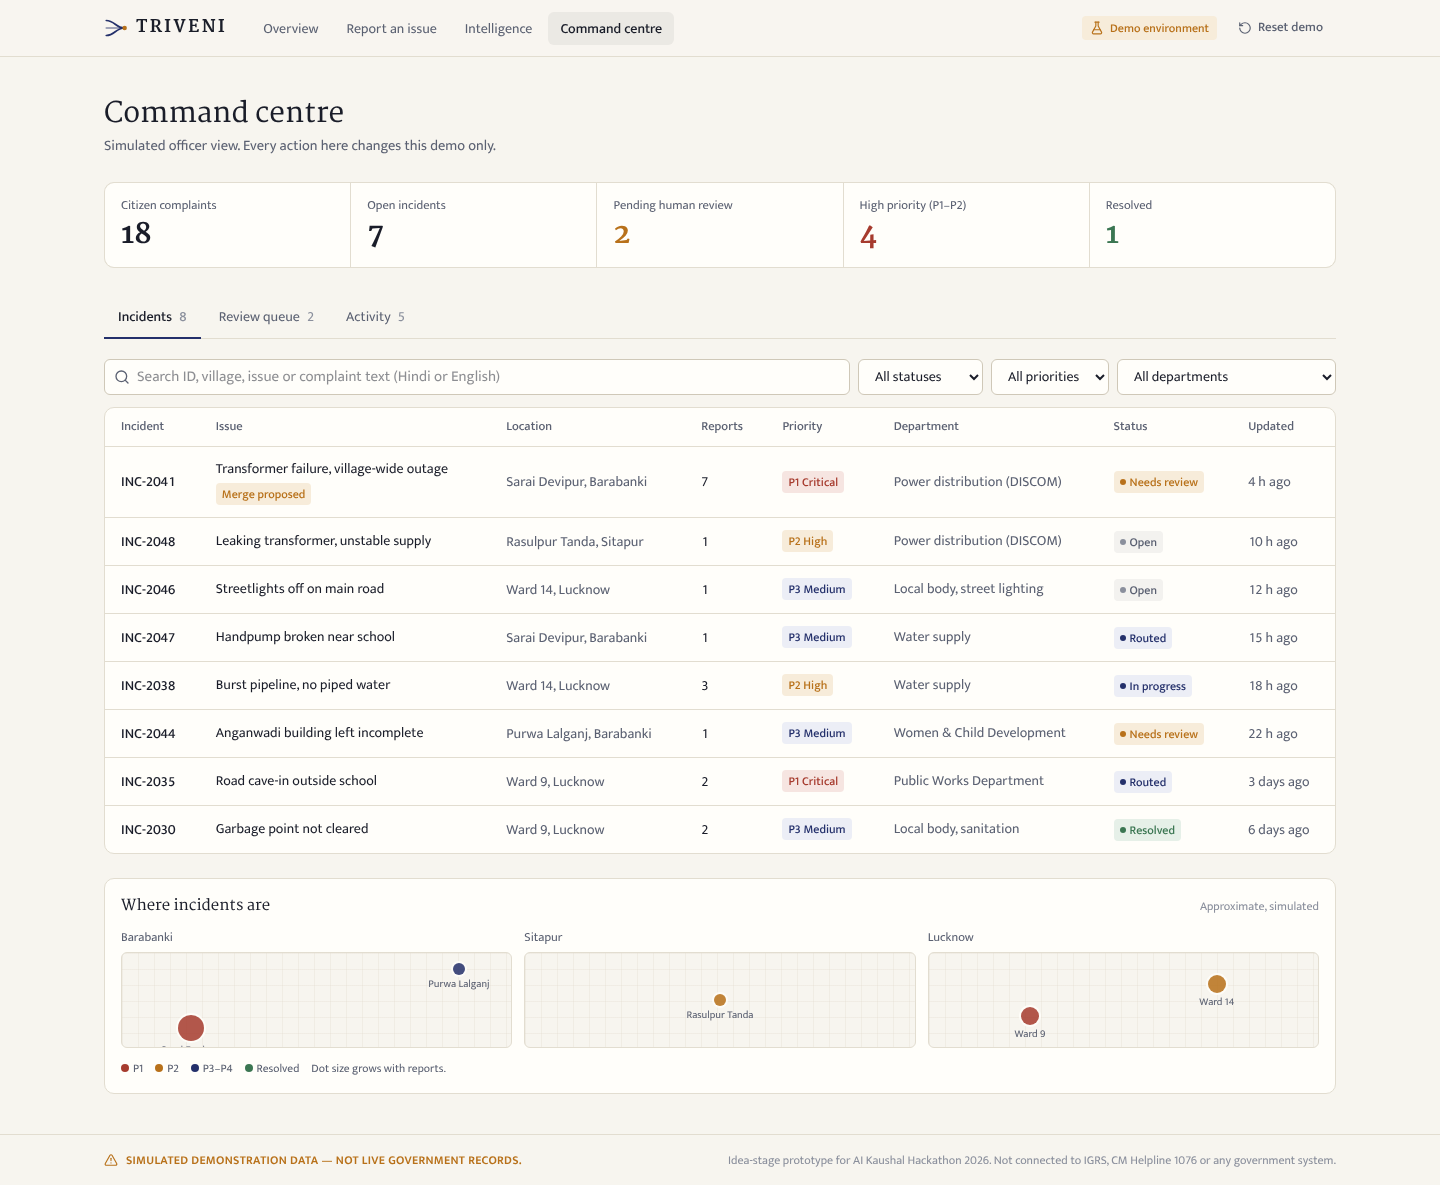 TRIVENI
Overview
Report an issue
Intelligence
Command centre
Demo environment
Reset demo
Command centre
Simulated officer view. Every action here changes this demo only.
Citizen complaints
18
Open incidents
7
Pending human review
2
High priority (P1–P2)
4
Resolved
1
Incidents 8
Review queue 2
Activity 5
Search ID, village, issue or complaint text (Hindi or English)
All statuses
All priorities
All departments
Incident Issue Location Reports Priority Department Status Updated
INC-2041 Transformer failure, village-wide outage Merge proposed Sarai Devipur, Barabanki 7 P1 Critical Power distribution (DISCOM) Needs review 4 h ago
INC-2048 Leaking transformer, unstable supply Rasulpur Tanda, Sitapur 1 P2 High Power distribution (DISCOM) Open 10 h ago
INC-2046 Streetlights off on main road Ward 14, Lucknow 1 P3 Medium Local body, street lighting Open 12 h ago
INC-2047 Handpump broken near school Sarai Devipur, Barabanki 1 P3 Medium Water supply Routed 15 h ago
INC-2038 Burst pipeline, no piped water Ward 14, Lucknow 3 P2 High Water supply In progress 18 h ago
INC-2044 Anganwadi building left incomplete Purwa Lalganj, Barabanki 1 P3 Medium Women & Child Development Needs review 22 h ago
INC-2035 Road cave-in outside school Ward 9, Lucknow 2 P1 Critical Public Works Department Routed 3 days ago
INC-2030 Garbage point not cleared Ward 9, Lucknow 2 P3 Medium Local body, sanitation Resolved 6 days ago
Where incidents are
Approximate, simulated
Barabanki
Purwa Lalganj
Sitapur
Rasulpur Tanda
Lucknow
Ward 14
Ward 9
P1 P2 P3–P4 Resolved Dot size grows with reports.
SIMULATED DEMONSTRATION DATA — NOT LIVE GOVERNMENT RECORDS.
Idea-stage prototype for AI Kaushal Hackathon 2026. Not connected to IGRS, CM Helpline 1076 or any government system.